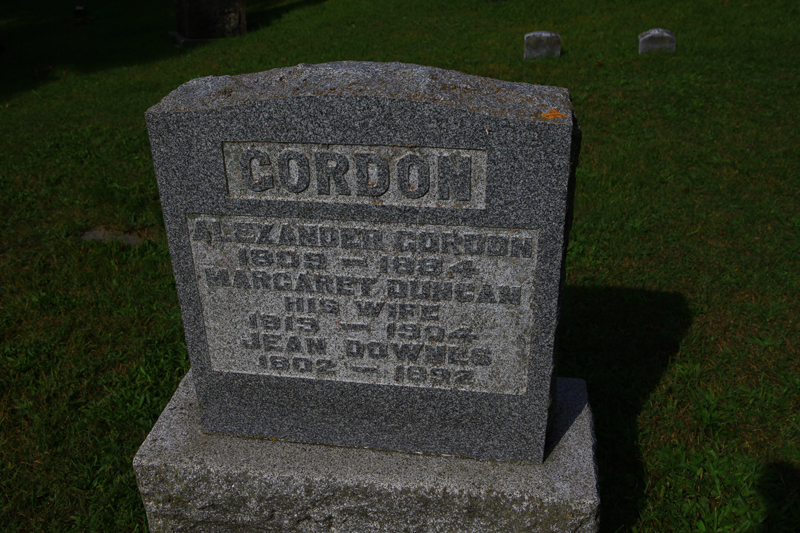 GORDON
ALEXANDER GORDON
1809 — 1884
MARGARET DUNCAN
HIS WIFE
1815 — 1904
JEAN DOWNES
1802 — 1892